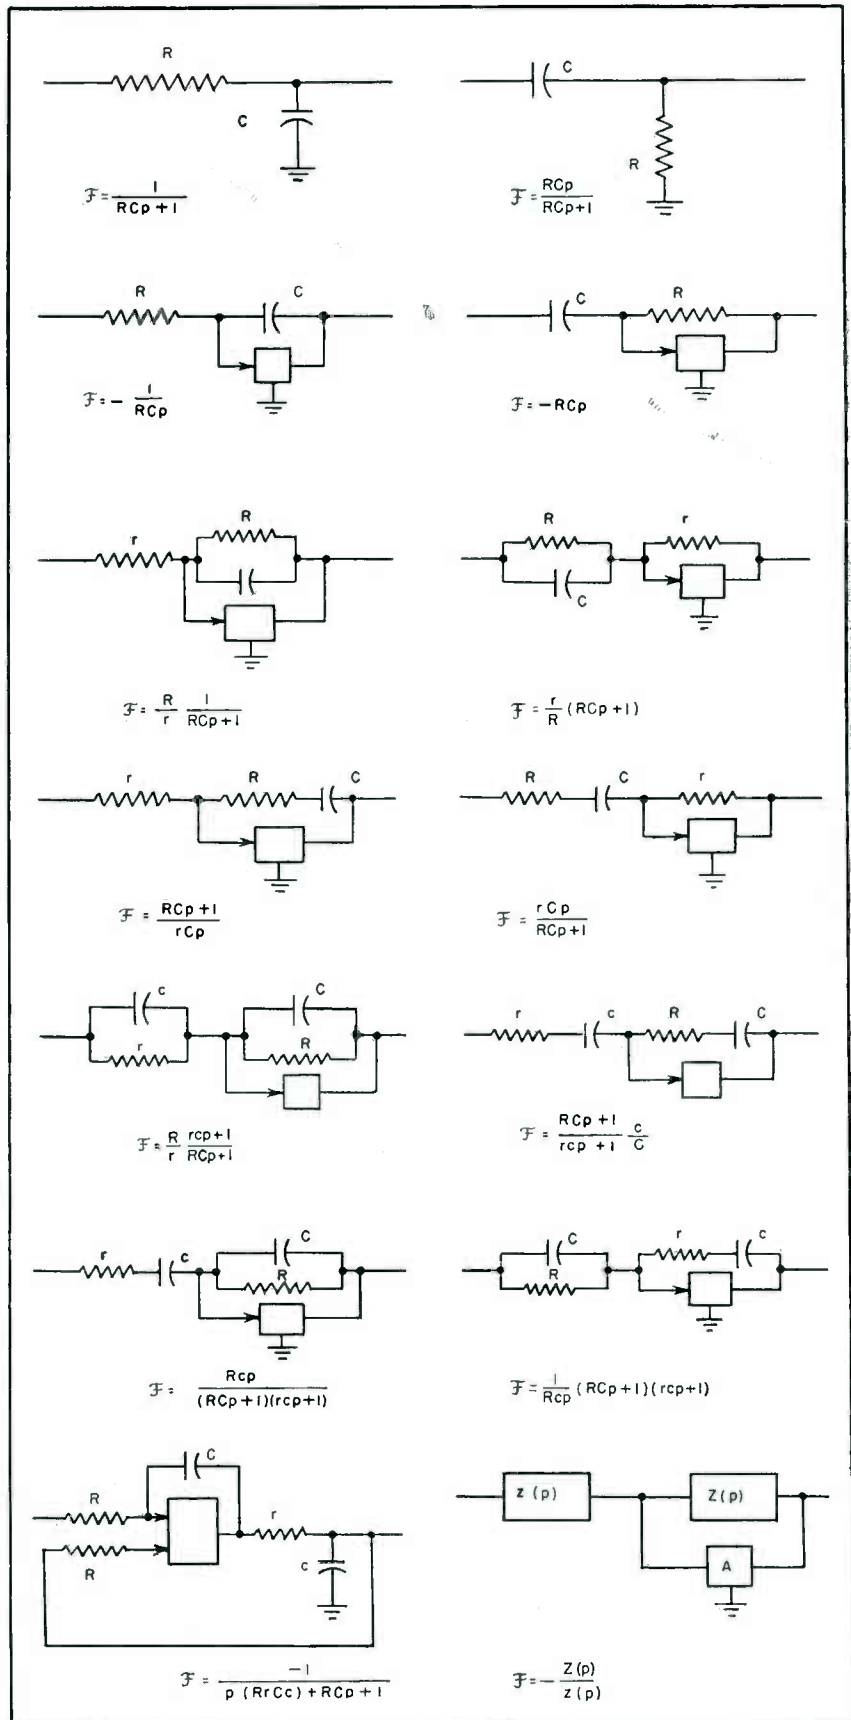 R
C
ℱ = 1 / RCp + 1
C
R
ℱ = RCp / RCp+1
R C
ℱ = - 1 / RCp
C R
ℱ = -RCp
r R
ℱ = R/r 1 / RCp+1
R r
C
ℱ = r/R (RCp+1)
r R C
ℱ = RCp+1 / rCp
R C r
ℱ = rCp / RCp+1
c C
r R
ℱ = R/r rcp+1 / RCp+1
r c R C
ℱ = RCp+1 / rcp+1 c/C
r c C
R
ℱ = Rcp / (RCp+1)(rcp+1)
C r c
R
ℱ = 1/Rcp (RCp+1)(rcp+1)
C
R r
R c
ℱ = -1 / p (RrCc) + RCp + 1
z (p) Z(p)
A
ℱ = - Z(p) / z(p)